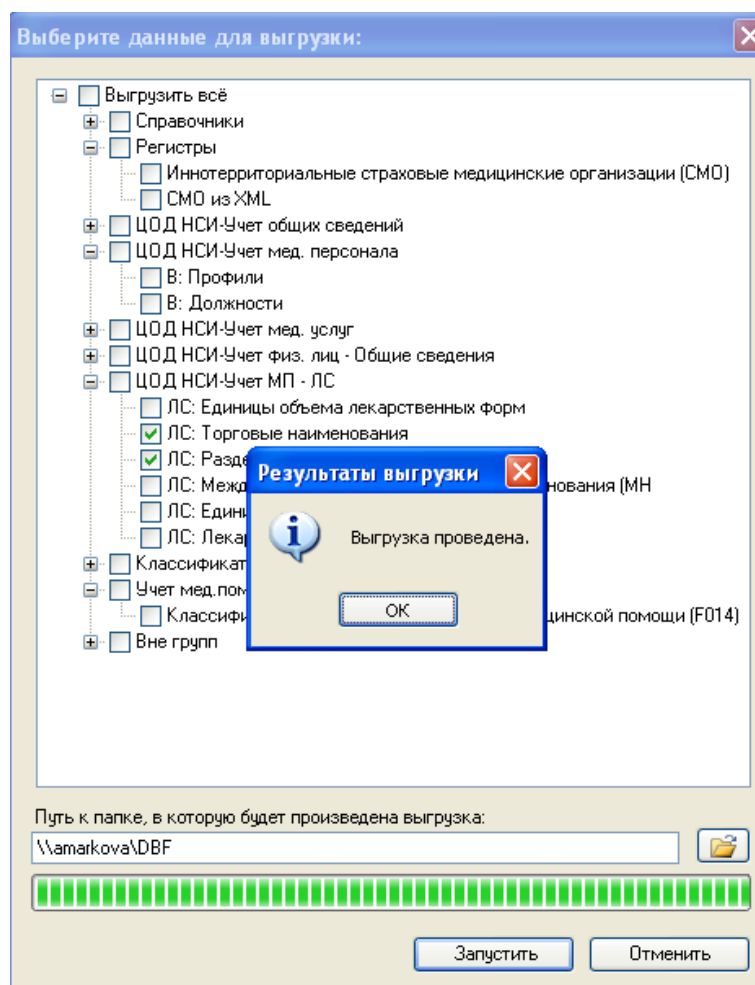 Выберите данные для выгрузки:
Выгрузить всё
Справочники
Регистры
Иннотерриториальные страховые медицинские организации (СМО)
СМО из XML
ЦОД НСИ-Учет общих сведений
ЦОД НСИ-Учет мед. персонала
В: Профили
В: Должности
ЦОД НСИ-Учет мед. услуг
ЦОД НСИ-Учет физ. лиц - Общие сведения
ЦОД НСИ-Учет МП - ЛС
ЛС: Единицы объема лекарственных форм
ЛС: Торговые наименования
ЛС: Разде
ЛС: Межд нования (МН
ЛС: Един
ЛС: Лека
Классификат
Учет мед.пом
Классифи цинской помощи (F014)
Вне групп
Результаты выгрузки
Выгрузка проведена.
ОК
Путь к папке, в которую будет произведена выгрузка:
\\amarkova\DBF
Запустить Отменить